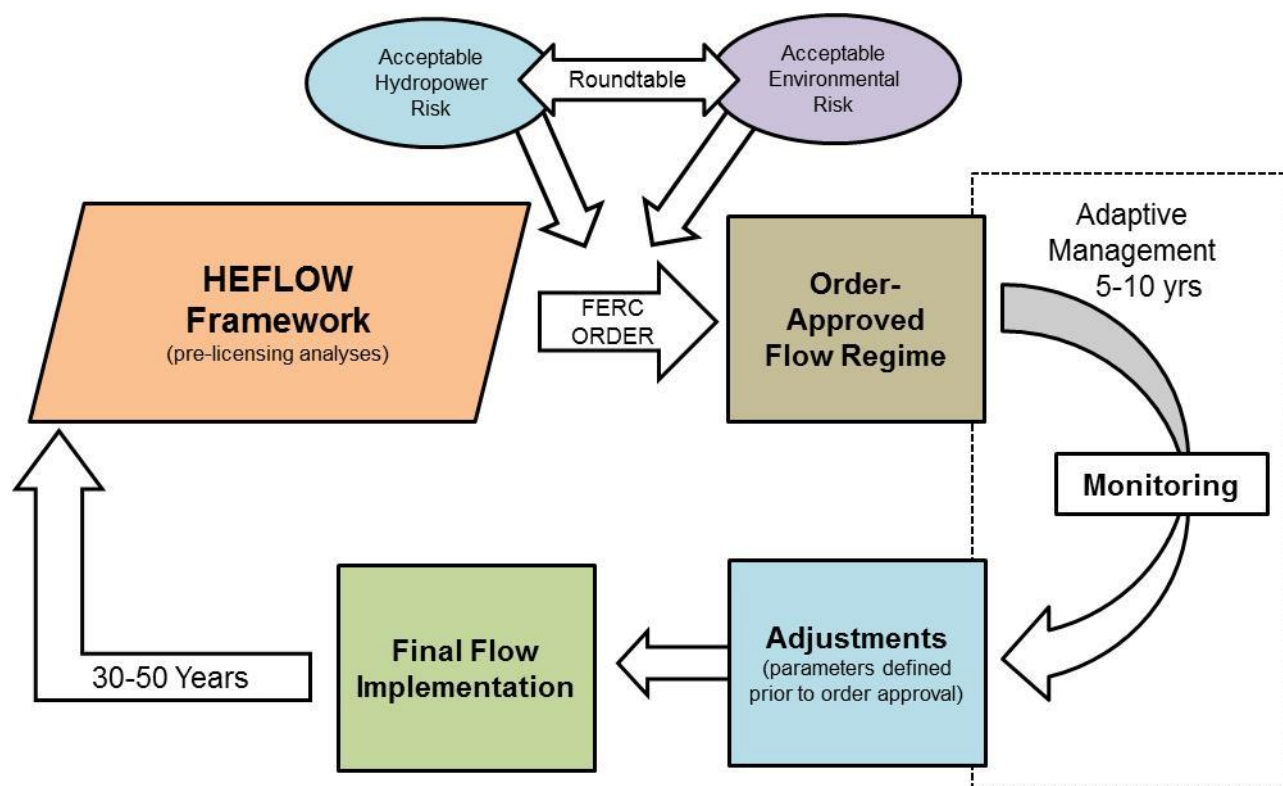 Acceptable
Hydropower
Risk
Roundtable
Acceptable
Environmental
Risk
HEFLOW
Framework
(pre-licensing analyses)
FERC
ORDER
Order-
Approved
Flow Regime
Adaptive
Management
5-10 yrs
Monitoring
Adjustments
(parameters defined
prior to order approval)
Final Flow
Implementation
30-50 Years